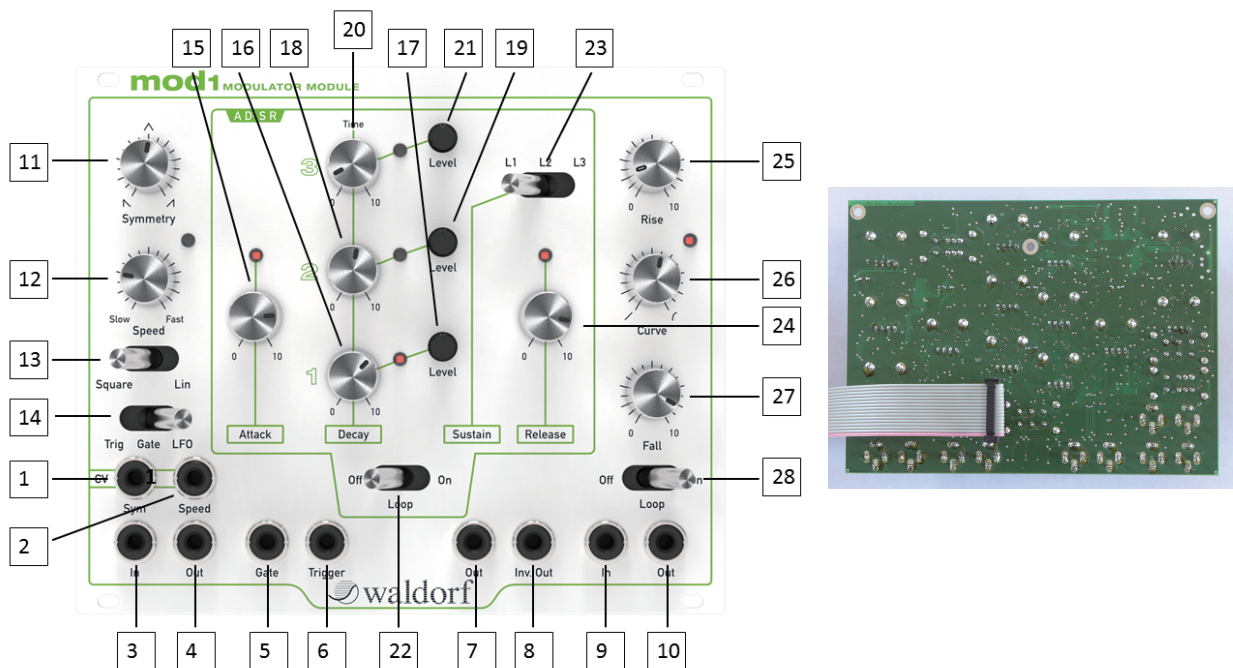 15 16 18 20 17 21 19 23
mod1 MODULATOR MODULE
ADSR
Time
11
3
Level
L1 L2 L3
25
Symmetry
0 10
0 10
Rise
12
2
Level
26
Slow Fast
Speed
0 10
Curve
24
0 10
0 10
13
Square Lin
1
Level
14
27
Trig Gate LFO
0 10
Attack Decay Sustain Release
Fall
1
CV 1
Off On
Off On
28
Sym Speed
Loop
Loop
2
In Out Gate Trigger Out Inv. Out In Out
waldorf
3 4 5 6 22 7 8 9 10